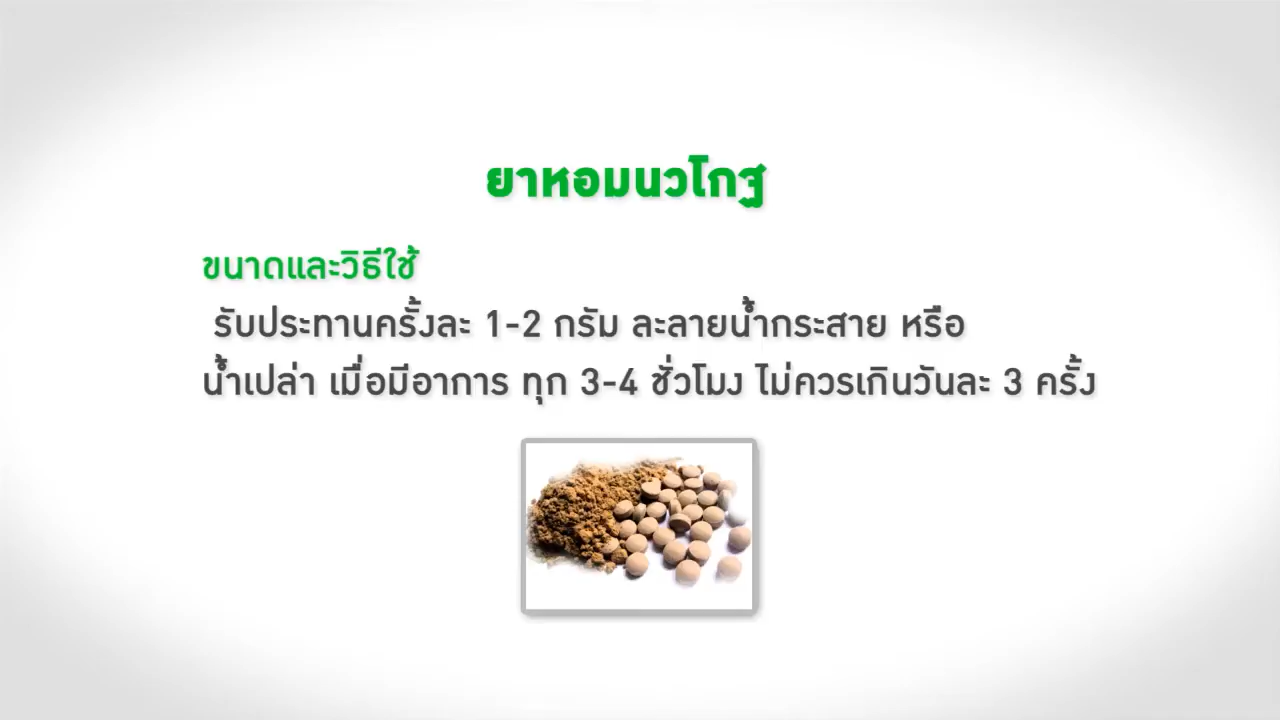 ยาหอมนวโกฐ
ขนาดและวิธีใช้
รับประทานครั้งละ 1-2 กรัม ละลายน้ำกระสาย หรือ
น้ำเปล่า เมื่อมีอาการ ทุก 3-4 ชั่วโมง ไม่ควรเกินวันละ 3 ครั้ง